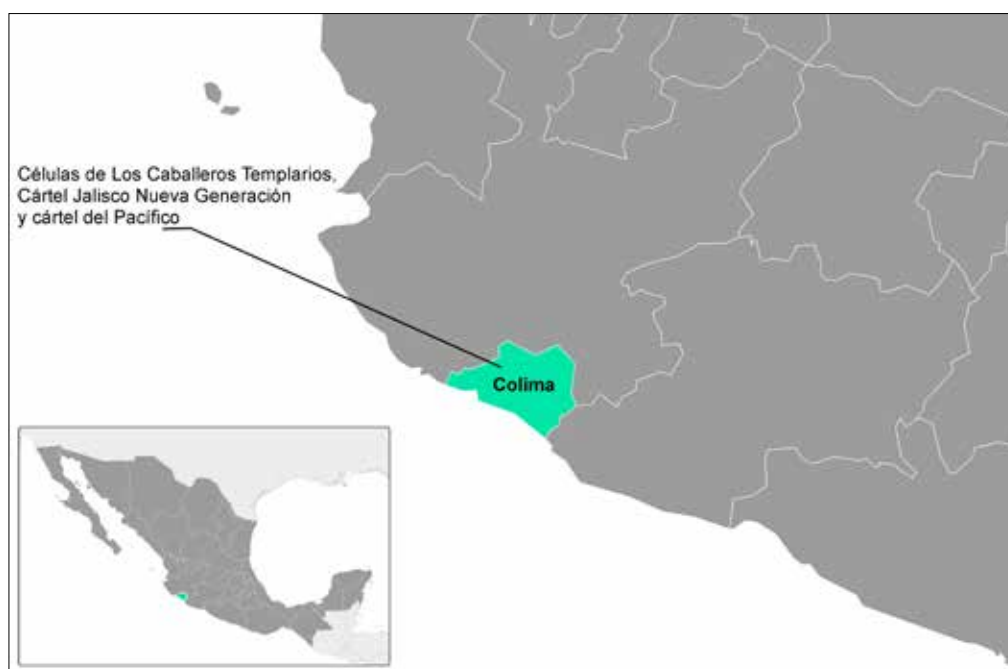 Células de Los Caballeros Templarios,
Cártel Jalisco Nueva Generación
y cártel del Pacífico
Colima